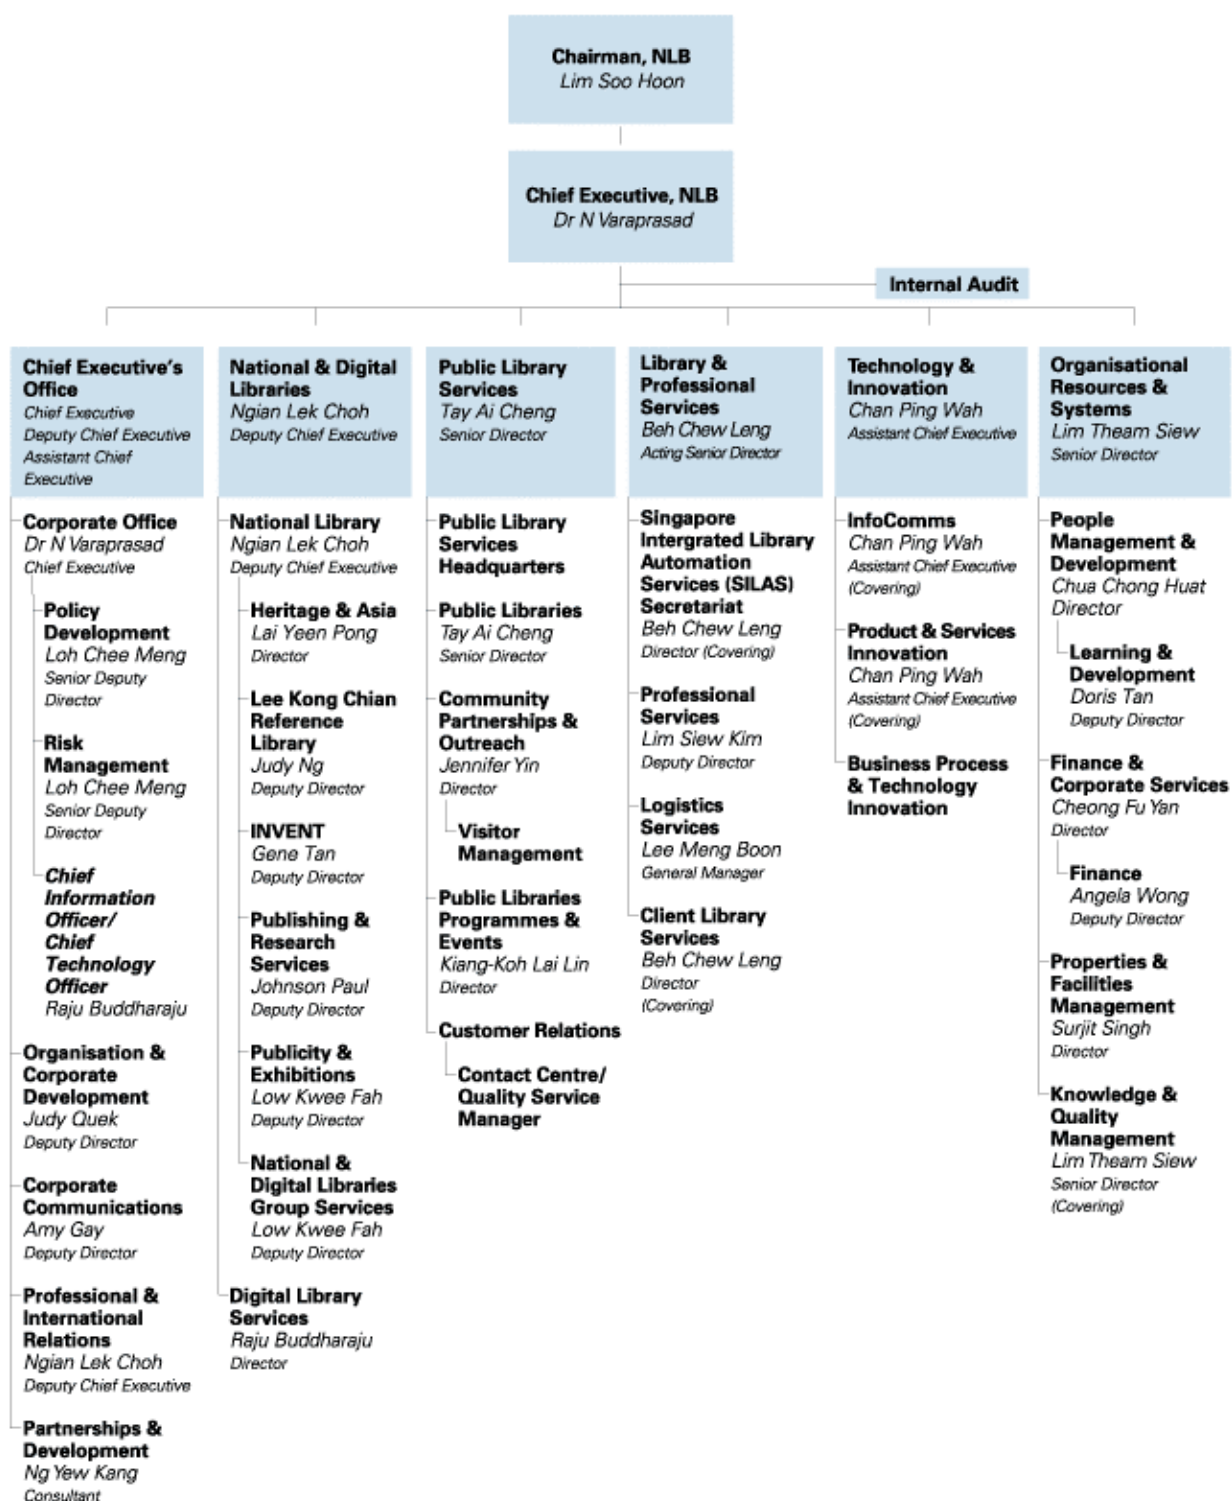 Chairman, NLB
Lim Soo Hoon
Chief Executive, NLB
Dr N Varaprasad
Internal Audit
Chief Executive's
Office
Chief Executive
Deputy Chief Executive
Assistant Chief
Executive
Corporate Office
Dr N Varaprasad
Chief Executive
Policy
Development
Loh Chee Meng
Senior Deputy
Director
Risk
Management
Loh Chee Meng
Senior Deputy
Director
Chief
Information
Officer/
Chief
Technology
Officer
Raju Buddharaju
Organisation &
Corporate
Development
Judy Quek
Deputy Director
Corporate
Communications
Amy Gay
Deputy Director
Professional &
International
Relations
Ngian Lek Choh
Deputy Chief Executive
Partnerships &
Development
Ng Yew Kang
Consultant
National & Digital
Libraries
Ngian Lek Choh
Deputy Chief Executive
National Library
Ngian Lek Choh
Deputy Chief Executive
Heritage & Asia
Lai Yeen Pong
Director
Lee Kong Chian
Reference
Library
Judy Ng
Deputy Director
INVENT
Gene Tan
Deputy Director
Publishing &
Research
Services
Johnson Paul
Deputy Director
Publicity &
Exhibitions
Low Kwee Fah
Deputy Director
National &
Digital Libraries
Group Services
Low Kwee Fah
Deputy Director
Digital Library
Services
Raju Buddharaju
Director
Public Library
Services
Tay Ai Cheng
Senior Director
Public Library
Services
Headquarters
Public Libraries
Tay Ai Cheng
Senior Director
Community
Partnerships &
Outreach
Jennifer Yin
Director
Visitor
Management
Public Libraries
Programmes &
Events
Kiang-Koh Lai Lin
Director
Customer Relations
Contact Centre/
Quality Service
Manager
Library &
Professional
Services
Beh Chew Leng
Acting Senior Director
Singapore
Intergrated Library
Automation
Services (SILAS)
Secretariat
Beh Chew Leng
Director (Covering)
Professional
Services
Lim Siew Kim
Deputy Director
Logistics
Services
Lee Meng Boon
General Manager
Client Library
Services
Beh Chew Leng
Director
(Covering)
Technology &
Innovation
Chan Ping Wah
Assistant Chief Executive
InfoComms
Chan Ping Wah
Assistant Chief Executive
(Covering)
Product & Services
Innovation
Chan Ping Wah
Assistant Chief Executive
(Covering)
Business Process
& Technology
Innovation
Organisational
Resources &
Systems
Lim Theam Siew
Senior Director
People
Management &
Development
Chua Chong Huat
Director
Learning &
Development
Doris Tan
Deputy Director
Finance &
Corporate Services
Cheong Fu Yan
Director
Finance
Angela Wong
Deputy Director
Properties &
Facilities
Management
Surjit Singh
Director
Knowledge &
Quality
Management
Lim Theam Siew
Senior Director
(Covering)